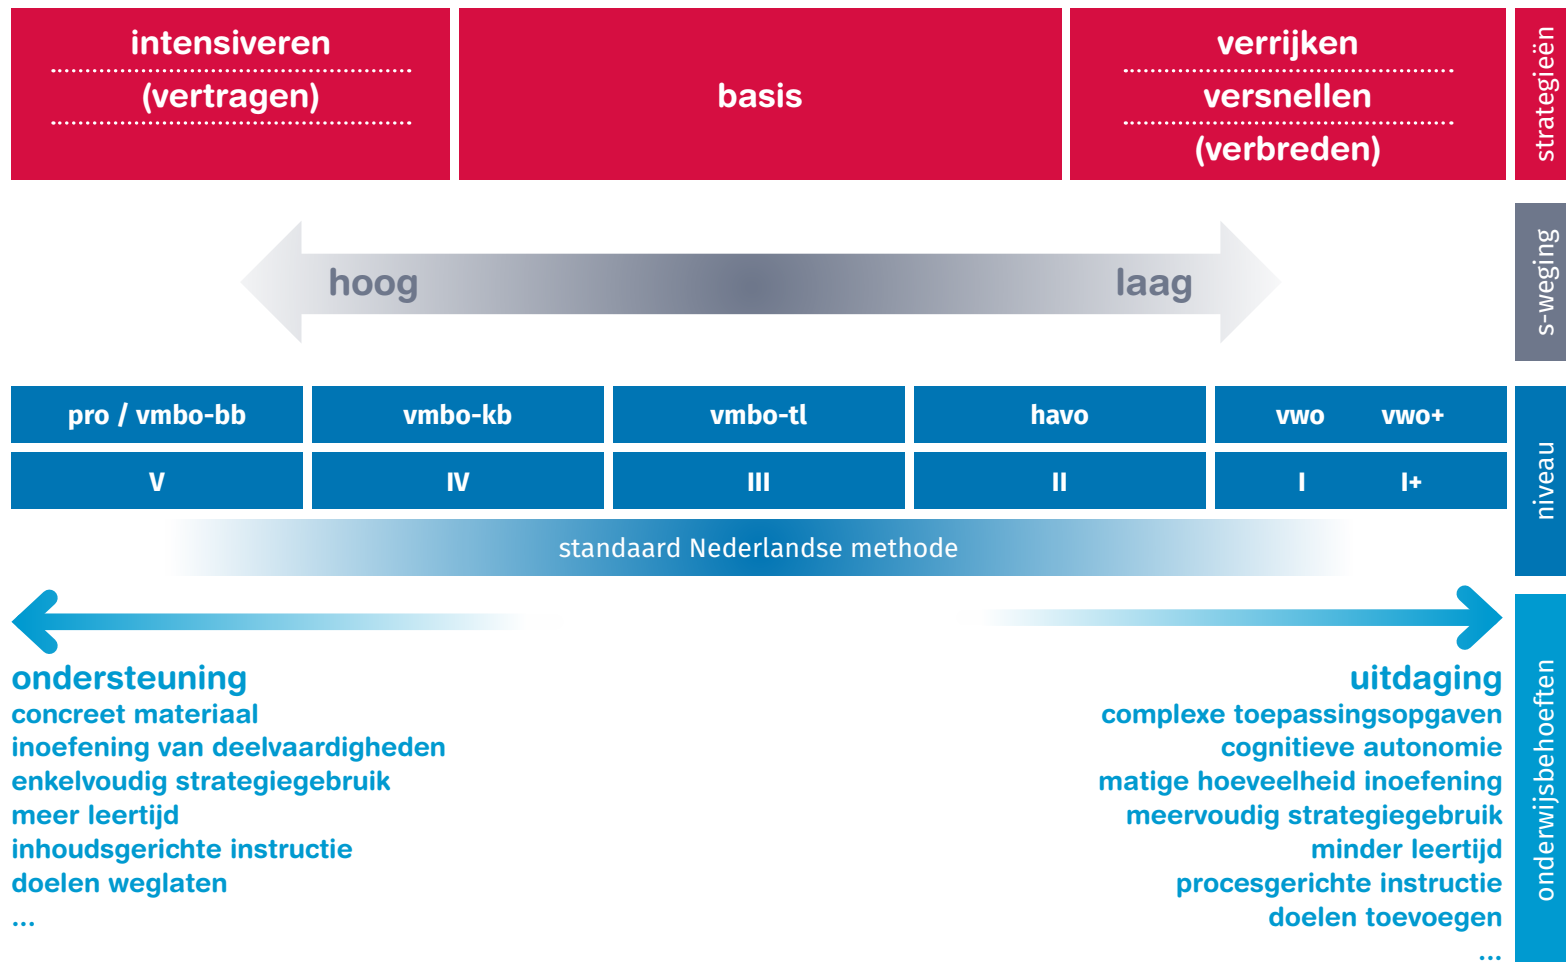 intensiveren
(vertragen)
basis
verrijken
versnellen
(verbreden)
strategieën
hoog
laag
s-weging
pro / vmbo-bb
vmbo-kb
vmbo-tl
havo
vwo vwo+
V
IV
III
II
I I+
standaard Nederlandse methode
niveau
ondersteuning
concreet materiaal
inoefening van deelvaardigheden
enkelvoudig strategiegebruik
meer leertijd
inhoudsgerichte instructie
doelen weglaten
...
uitdaging
complexe toepassingsopgaven
cognitieve autonomie
matige hoeveelheid inoefening
meervoudig strategiegebruik
minder leertijd
procesgerichte instructie
doelen toevoegen
...
onderwijsbehoeften